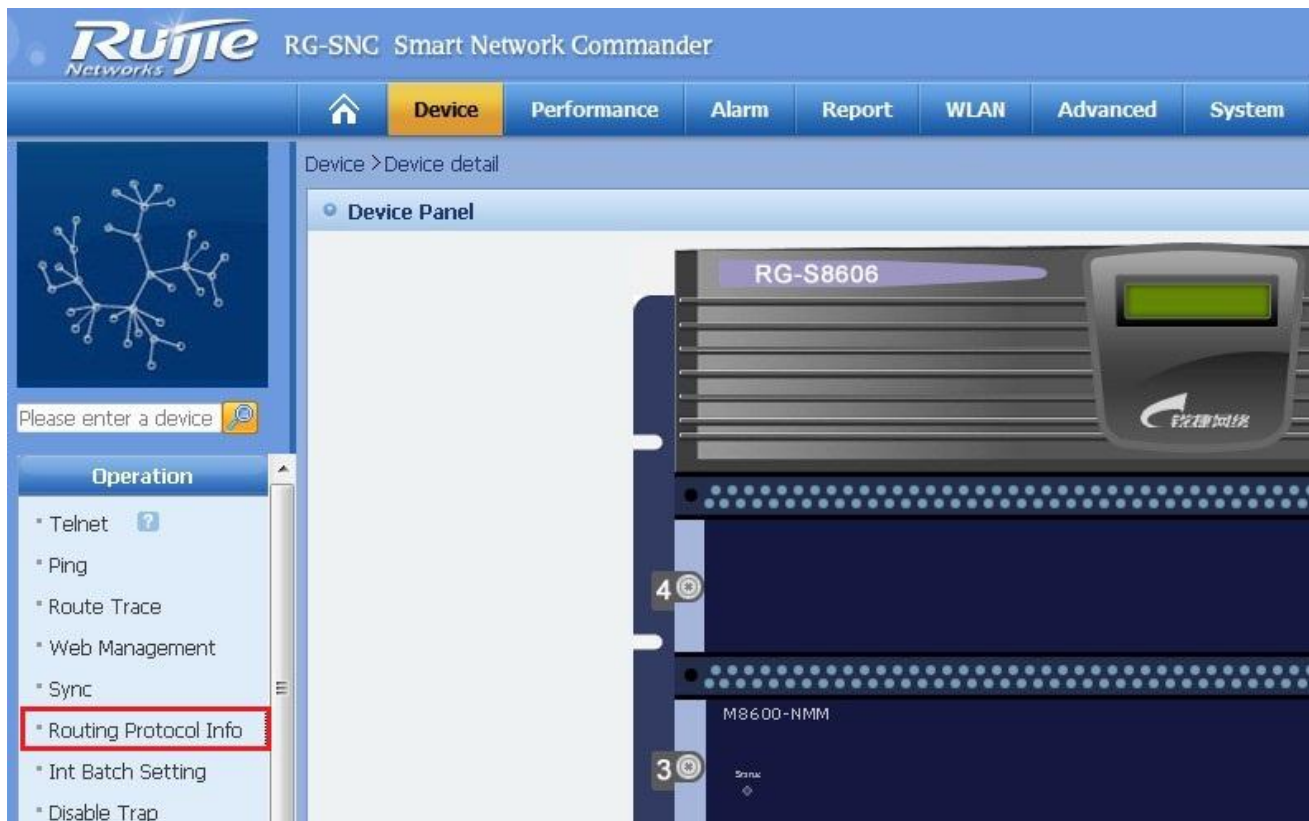 Ruijie
Networks
RG-SNC Smart Network Commander
Device Performance Alarm Report WLAN Advanced System
Device >Device detail
Device Panel
RG-S8606
锐捷网络
Please enter a device
Operation
Telnet ?
Ping
Route Trace
Web Management
Sync
Routing Protocol Info
Int Batch Setting
Disable Trap
4
M8600-NMM
3
Status